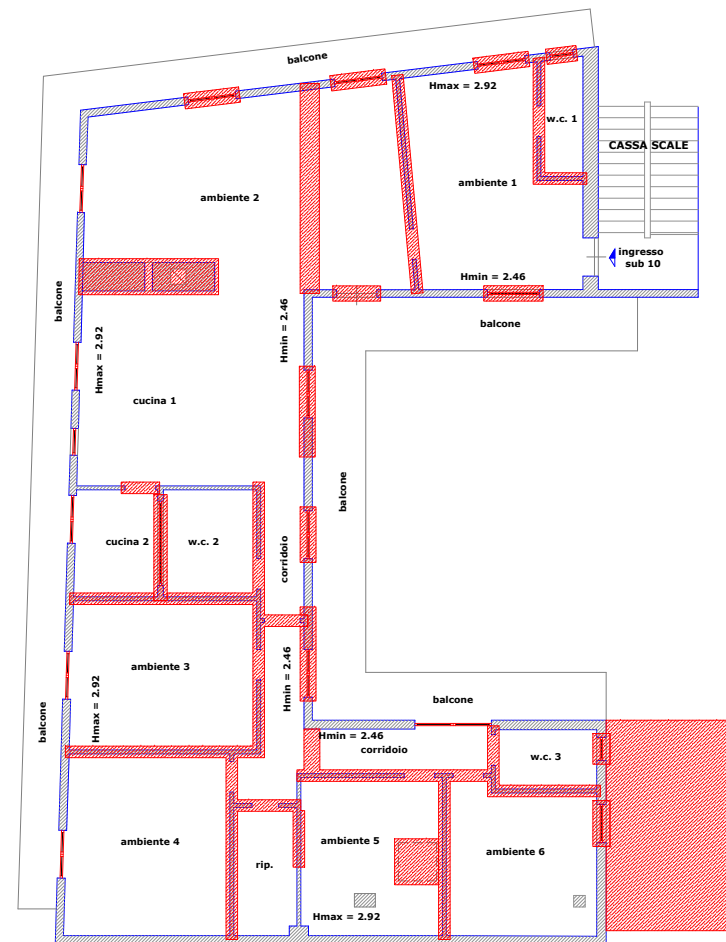 balcone
Hmax = 2.92
w.c. 1
CASSA SCALE
ambiente 1
ambiente 2
ingresso
sub 10
Hmin = 2.46
balcone
balcone
Hmin = 2.46
Hmax = 2.92
cucina 1
balcone
cucina 2
w.c. 2
corridoio
ambiente 3
Hmin = 2.46
Hmax = 2.92
balcone
balcone
Hmin = 2.46
corridoio
w.c. 3
ambiente 4
ambiente 5
ambiente 6
rip.
Hmax = 2.92